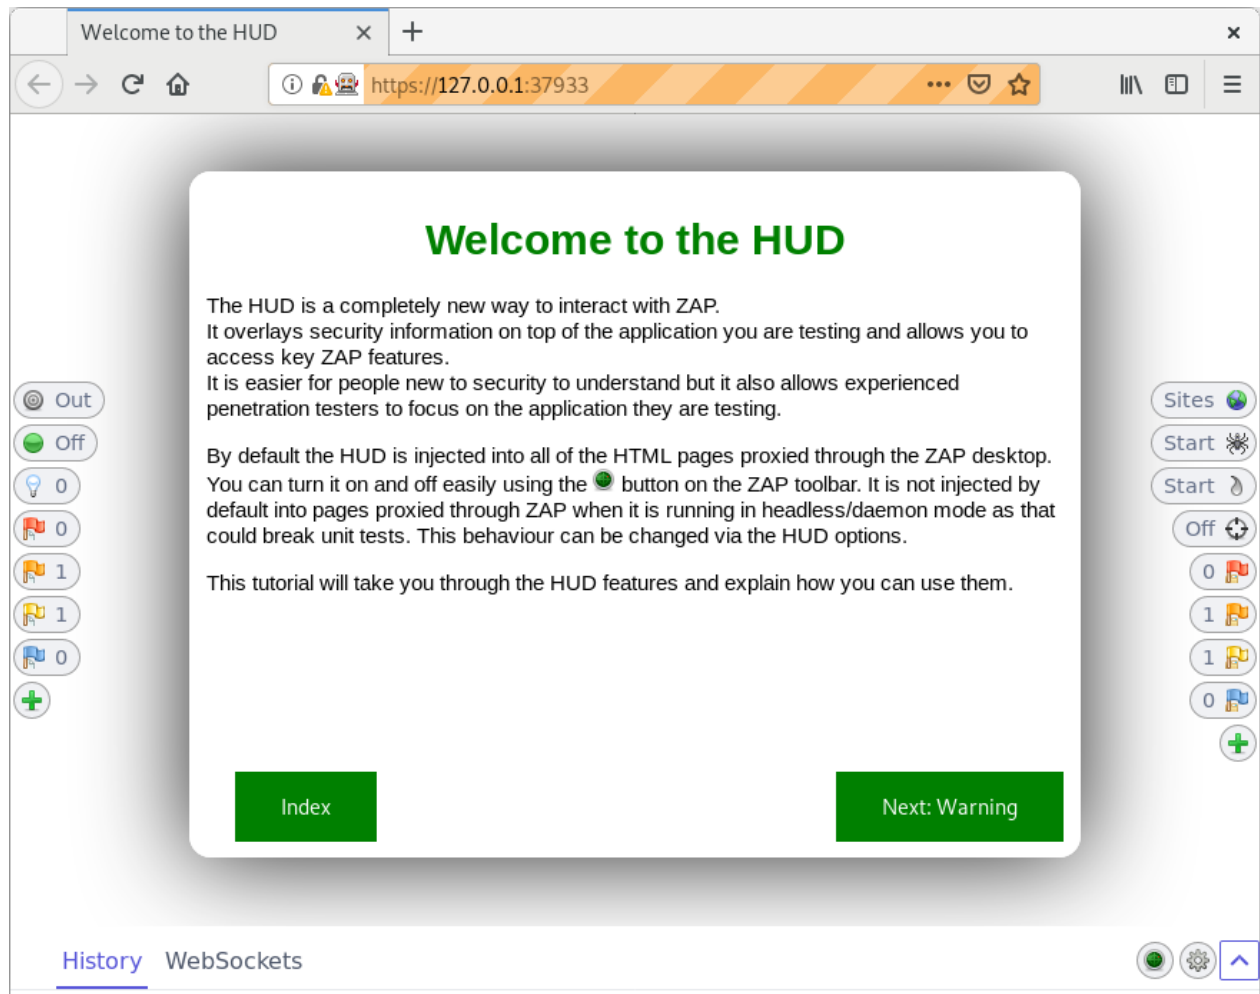 Welcome to the HUD
https://127.0.0.1:37933
Welcome to the HUD
The HUD is a completely new way to interact with ZAP.
It overlays security information on top of the application you are testing and allows you to
access key ZAP features.
It is easier for people new to security to understand but it also allows experienced
penetration testers to focus on the application they are testing.
By default the HUD is injected into all of the HTML pages proxied through the ZAP desktop.
You can turn it on and off easily using the button on the ZAP toolbar. It is not injected by
default into pages proxied through ZAP when it is running in headless/daemon mode as that
could break unit tests. This behaviour can be changed via the HUD options.
This tutorial will take you through the HUD features and explain how you can use them.
Index
Next: Warning
Out
Off
0
0
1
1
0
Sites
Start
Start
Off
0
1
1
0
History
WebSockets